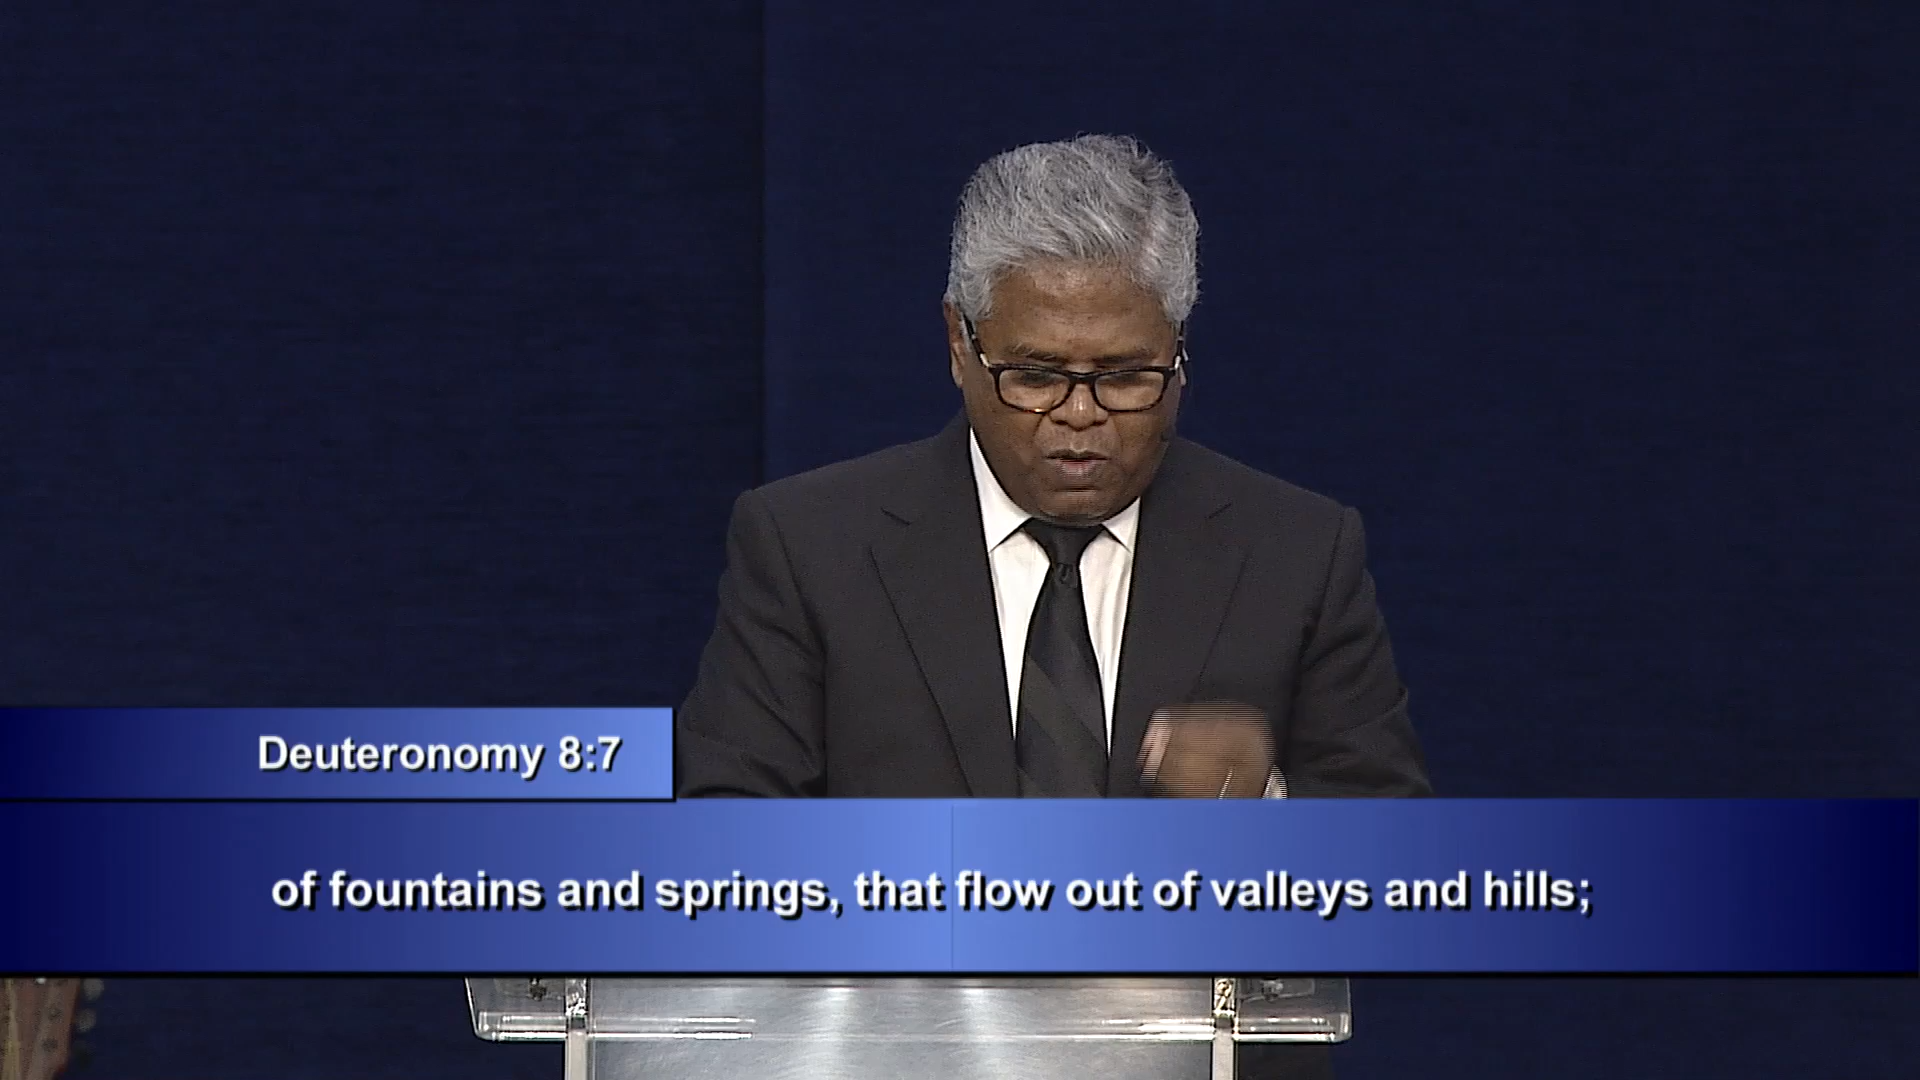 Deuteronomy 8:7
of fountains and springs, that flow out of valleys and hills;